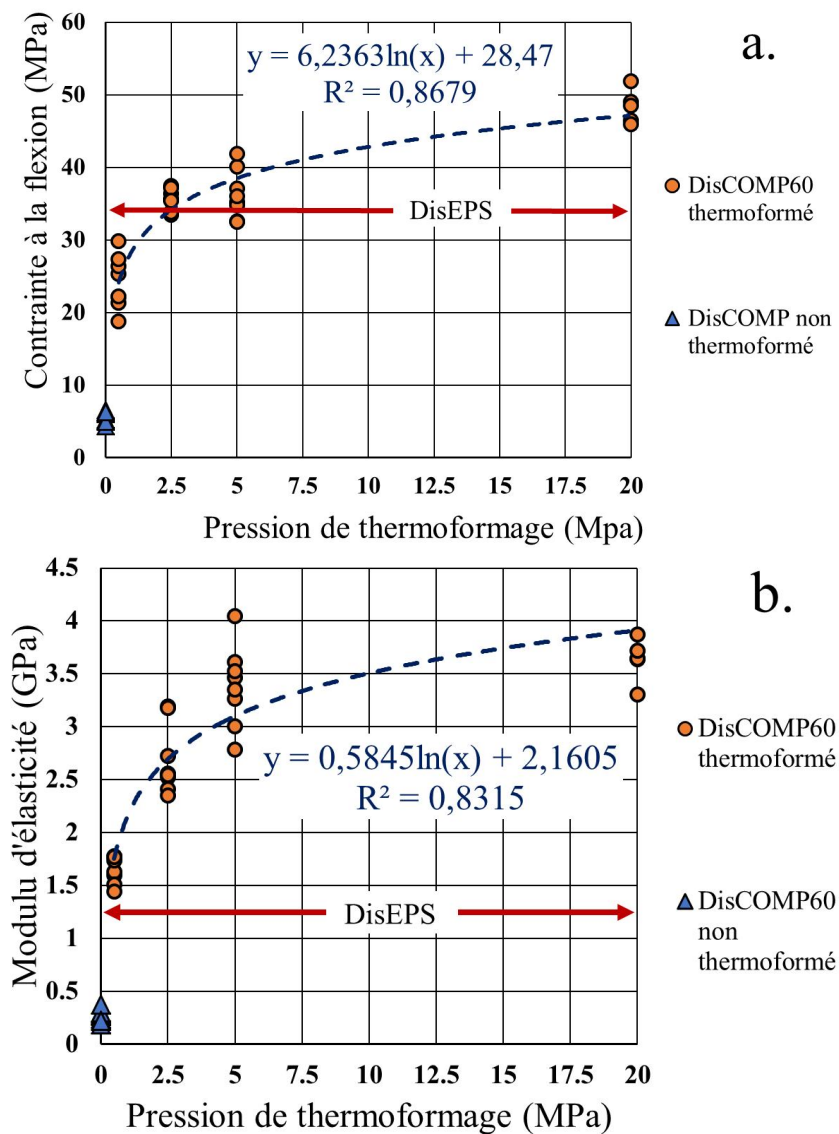 a.
60
50
40
30
20
10
0
Contrainte à la flexion (MPa)
y = 6,2363ln(x) + 28,47
R² = 0,8679
DisEPS
DisCOMP60
thermoformé
DisCOMP non
thermoformé
0 2.5 5 7.5 10 12.5 15 17.5 20
Pression de thermoformage (Mpa)
b.
4.5
4
3.5
3
2.5
2
1.5
1
0.5
0
Modulu d'élasticité (GPa)
y = 0,5845ln(x) + 2,1605
R² = 0,8315
DisEPS
DisCOMP60
thermoformé
DisCOMP60
non
thermoformé
0 2.5 5 7.5 10 12.5 15 17.5 20
Pression de thermoformage (MPa)